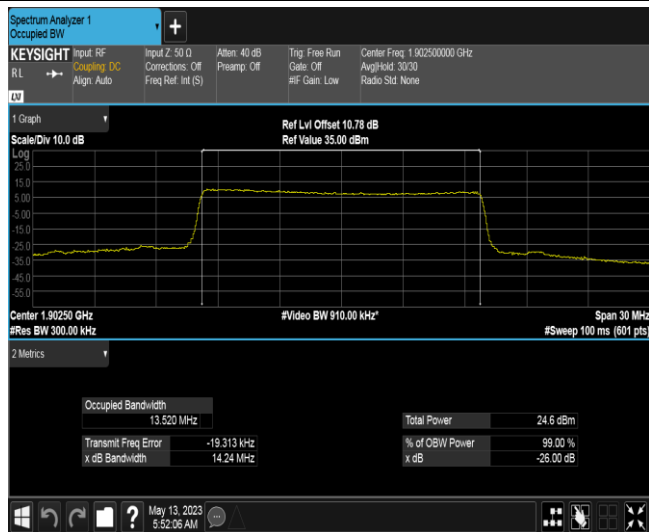 Spectrum Analyzer 1
Occupied BW
+
KEYSIGHT Input: RF Input Z: 50 Ω Atten: 40 dB Trig: Free Run Center Freq: 1.902500000 GHz
RL Coupling: DC Corrections: Off Preamp: Off Gate: Off Avg|Hold: 30/30
Align: Auto Freq Ref: Int (S) #IF Gain: Low Radio Std: None
LXI
1 Graph
Ref Lvl Offset 10.78 dB
Scale/Div 10.0 dB Ref Value 35.00 dBm
Log
25.0
15.0
5.00
-5.00
-15.0
-25.0
-35.0
-45.0
-55.0
Center 1.90250 GHz #Video BW 910.00 kHz* Span 30 MHz
#Res BW 300.00 kHz #Sweep 100 ms (601 pts)
2 Metrics
Occupied Bandwidth
13.520 MHz Total Power 24.6 dBm
Transmit Freq Error -19.313 kHz % of OBW Power 99.00 %
x dB Bandwidth 14.24 MHz x dB -26.00 dB
? May 13, 2023
5:52:06 AM